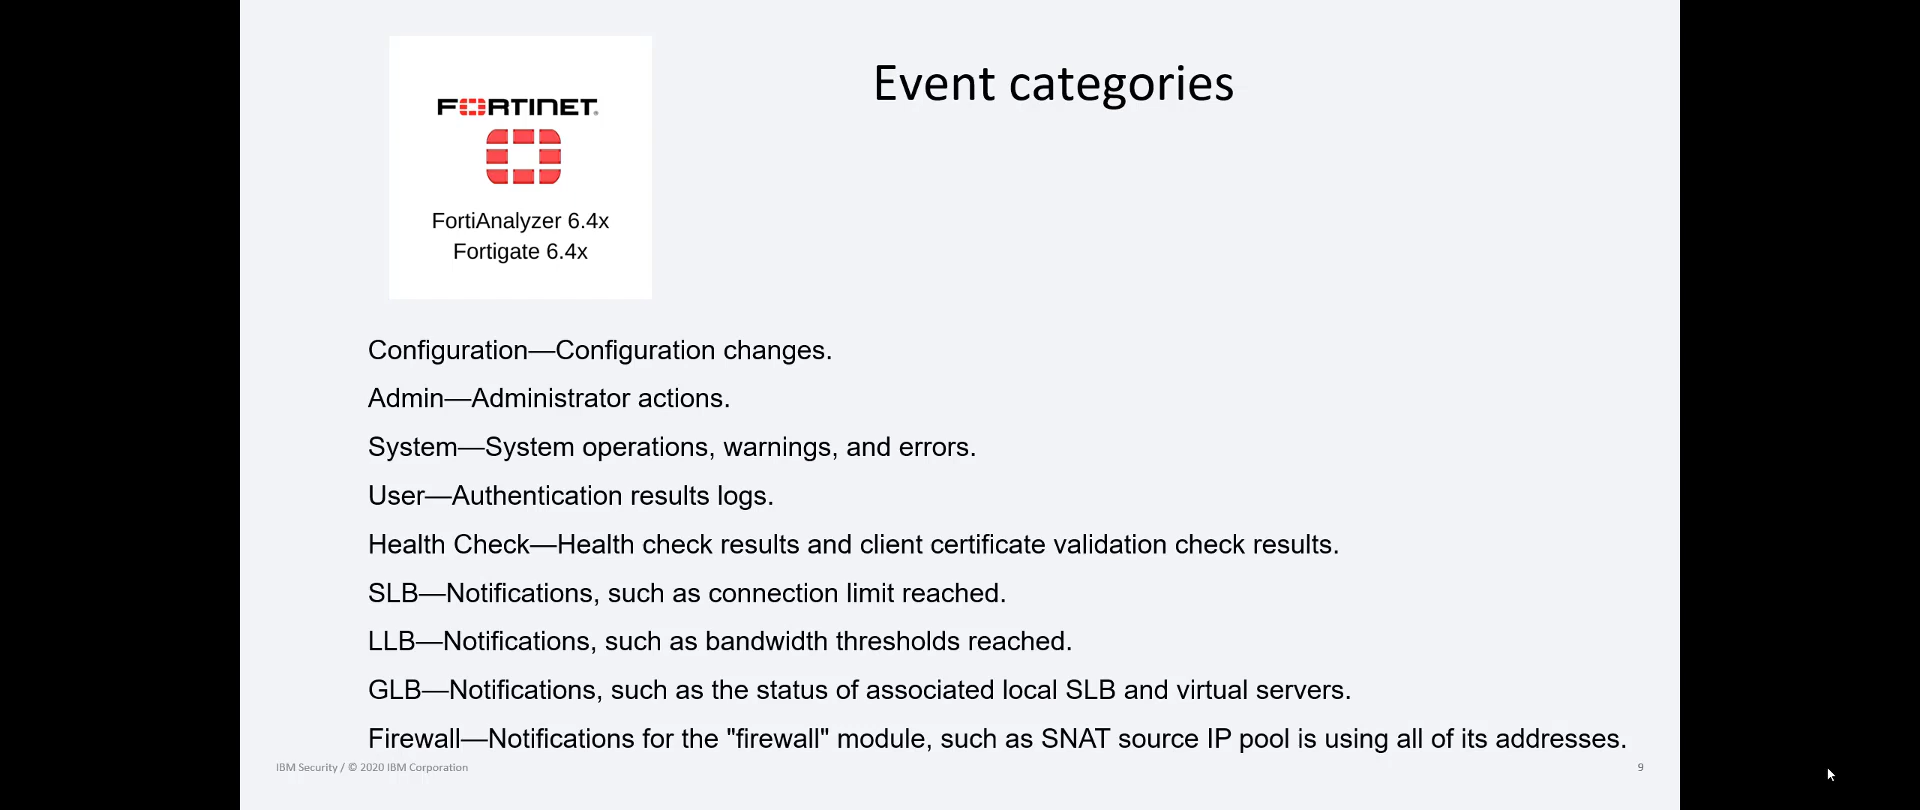 Event categories
FORTINET
FortiAnalyzer 6.4x
Fortigate 6.4x
Configuration—Configuration changes.
Admin—Administrator actions.
System—System operations, warnings, and errors.
User—Authentication results logs.
Health Check—Health check results and client certificate validation check results.
SLB—Notifications, such as connection limit reached.
LLB—Notifications, such as bandwidth thresholds reached.
GLB—Notifications, such as the status of associated local SLB and virtual servers.
Firewall—Notifications for the "firewall" module, such as SNAT source IP pool is using all of its addresses.
IBM Security / © 2020 IBM Corporation
9